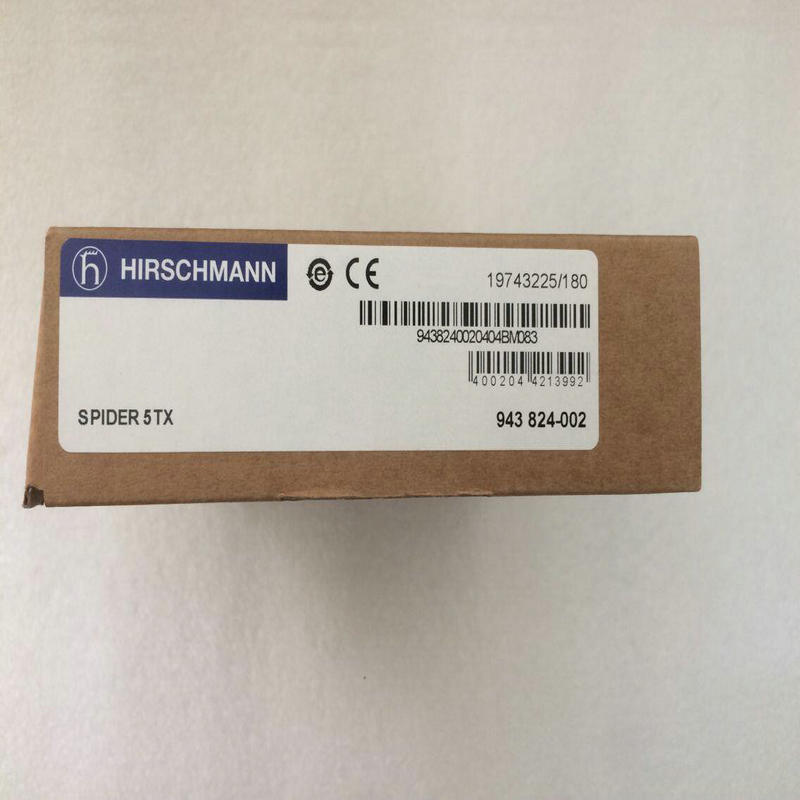 HIRSCHMANN
CE
19743225/180
9438240020404BM083
400204 4213992
SPIDER 5TX
943 824-002